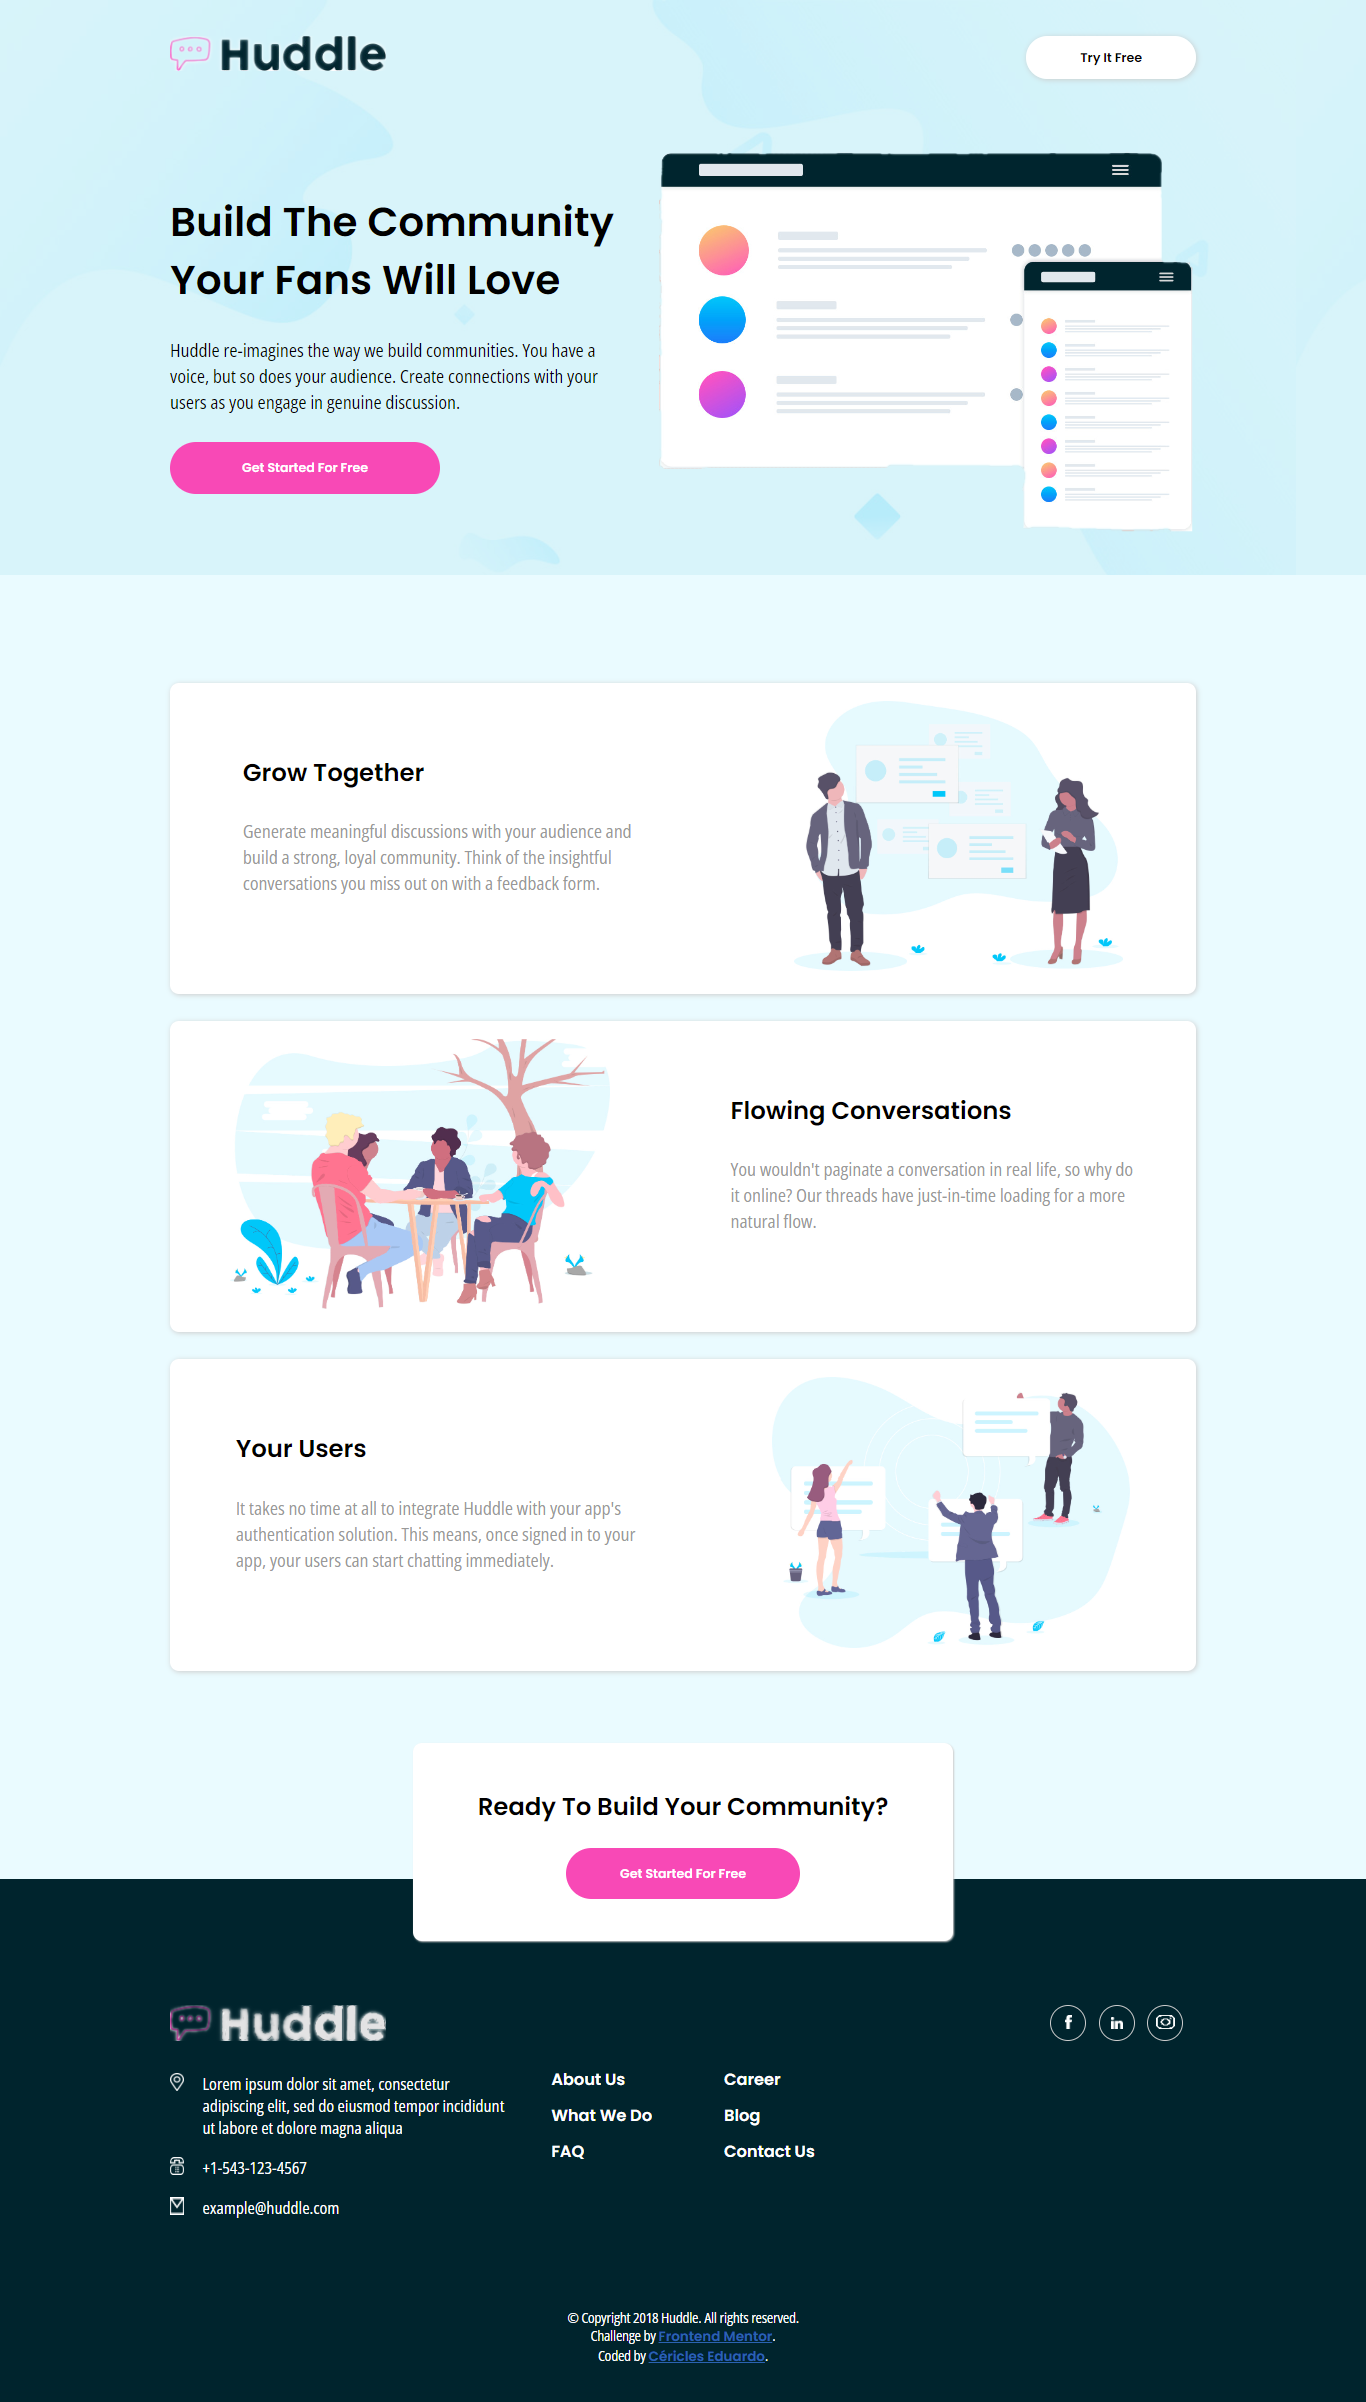 Huddle
Try It Free
Build The Community
Your Fans Will Love
Huddle re-imagines the way we build communities. You have a
voice, but so does your audience. Create connections with your
users as you engage in genuine discussion.
Get Started For Free
Grow Together
Generate meaningful discussions with your audience and
build a strong, loyal community. Think of the insightful
conversations you miss out on with a feedback form.
Flowing Conversations
You wouldn't paginate a conversation in real life, so why do
it online? Our threads have just-in-time loading for a more
natural flow.
Your Users
It takes no time at all to integrate Huddle with your app's
authentication solution. This means, once signed in to your
app, your users can start chatting immediately.
Ready To Build Your Community?
Get Started For Free
Huddle
Lorem ipsum dolor sit amet, consectetur
adipiscing elit, sed do eiusmod tempor incididunt
ut labore et dolore magna aliqua
+1-543-123-4567
example@huddle.com
About Us
What We Do
FAQ
Career
Blog
Contact Us
© Copyright 2018 Huddle. All rights reserved.
Challenge by Frontend Mentor.
Coded by Céricles Eduardo.